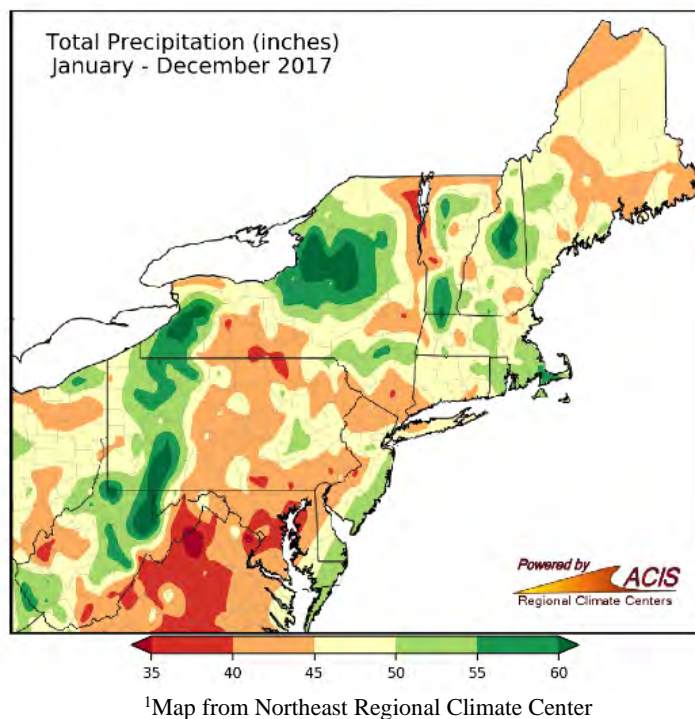 Total Precipitation (inches)
January - December 2017
Powered by
ACIS
Regional Climate Centers
35 40 45 50 55 60
¹Map from Northeast Regional Climate Center